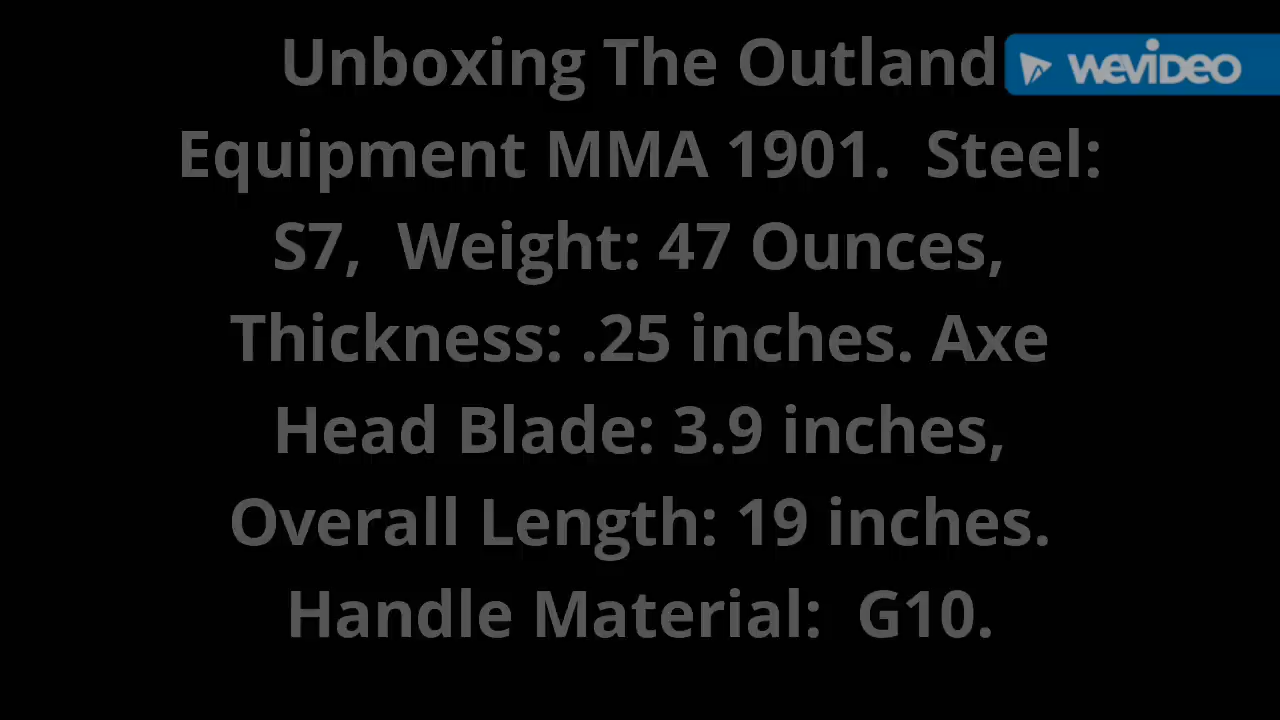 Unboxing The Outland
WEVIDEO
Equipment MMA 1901.  Steel:
S7,  Weight: 47 Ounces,
Thickness: .25 inches. Axe
Head Blade: 3.9 inches,
Overall Length: 19 inches.
Handle Material:  G10.